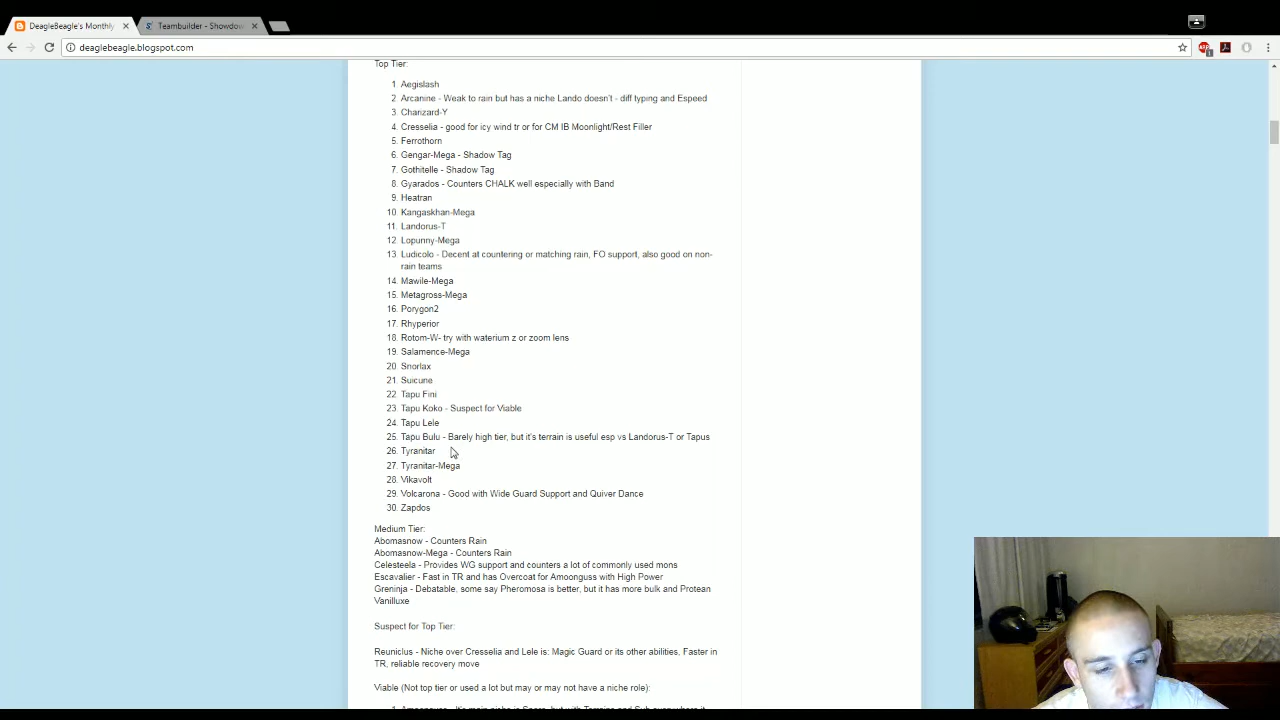 DeagleBeagle's Monthly
Teambuilder - Showdow
deaglebeagle.blogspot.com
Top Tier:
1 Aegislash
2. Arcanine - Weak to rain but has a niche Lando doesn't - diff typing and Espeed
3. Charizard-Y
4. Cresselia - good for icy wind tr or for CM IB Moonlight/Rest Filler
5. Ferrothorn
6. Gengar-Mega - Shadow Tag
7. Gothitelle - Shadow Tag
8. Gyarados - Counters CHALK well especially with Band
9. Heatran
10. Kangaskhan-Mega
11. Landorus-T
12. Lopunny-Mega
13. Ludicolo - Decent at countering or matching rain, FO support, also good on non-
rain teams
14. Mawile-Mega
15. Metagross-Mega
16. Porygon2
17. Rhyperior
18. Rotom-W- try with waterium z or zoom lens
19. Salamence-Mega
20. Snorlax
21. Suicune
22. Tapu Fini
23. Tapu Koko - Suspect for Viable
24. Tapu Lele
25. Tapu Bulu - Barely high tier, but it's terrain is useful esp vs Landorus-T or Tapus
26. Tyranitar
27. Tyranitar-Mega
28. Vikavolt
29. Volcarona - Good with Wide Guard Support and Quiver Dance
30. Zapdos
Medium Tier:
Abomasnow - Counters Rain
Abomasnow-Mega - Counters Rain
Celesteela - Provides WG support and counters a lot of commonly used mons
Escavalier - Fast in TR and has Overcoat for Amoonguss with High Power
Greninja - Debatable, some say Pheromosa is better, but it has more bulk and Protean
Vanilluxe
Suspect for Top Tier:
Reuniclus - Niche over Cresselia and Lele is: Magic Guard or its other abilities, Faster in
TR, reliable recovery move
Viable (Not top tier or used a lot but may or may not have a niche role):